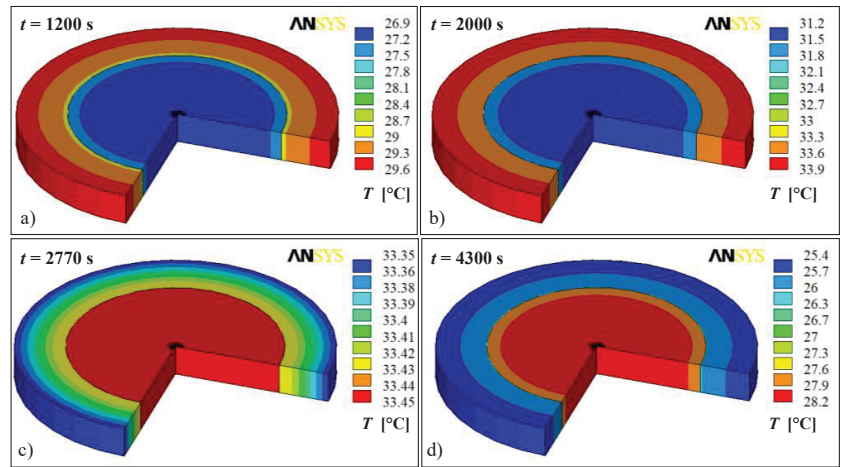 t = 1200 s
ANSYS
26.9
27.2
27.5
27.8
28.1
28.4
28.7
29
29.3
29.6
T [°C]
a)
t = 2000 s
ANSYS
31.2
31.5
31.8
32.1
32.4
32.7
33
33.3
33.6
33.9
T [°C]
b)
t = 2770 s
ANSYS
33.35
33.36
33.38
33.39
33.4
33.41
33.42
33.43
33.44
33.45
T [°C]
c)
t = 4300 s
ANSYS
25.4
25.7
26
26.3
26.7
27
27.3
27.6
27.9
28.2
T [°C]
d)